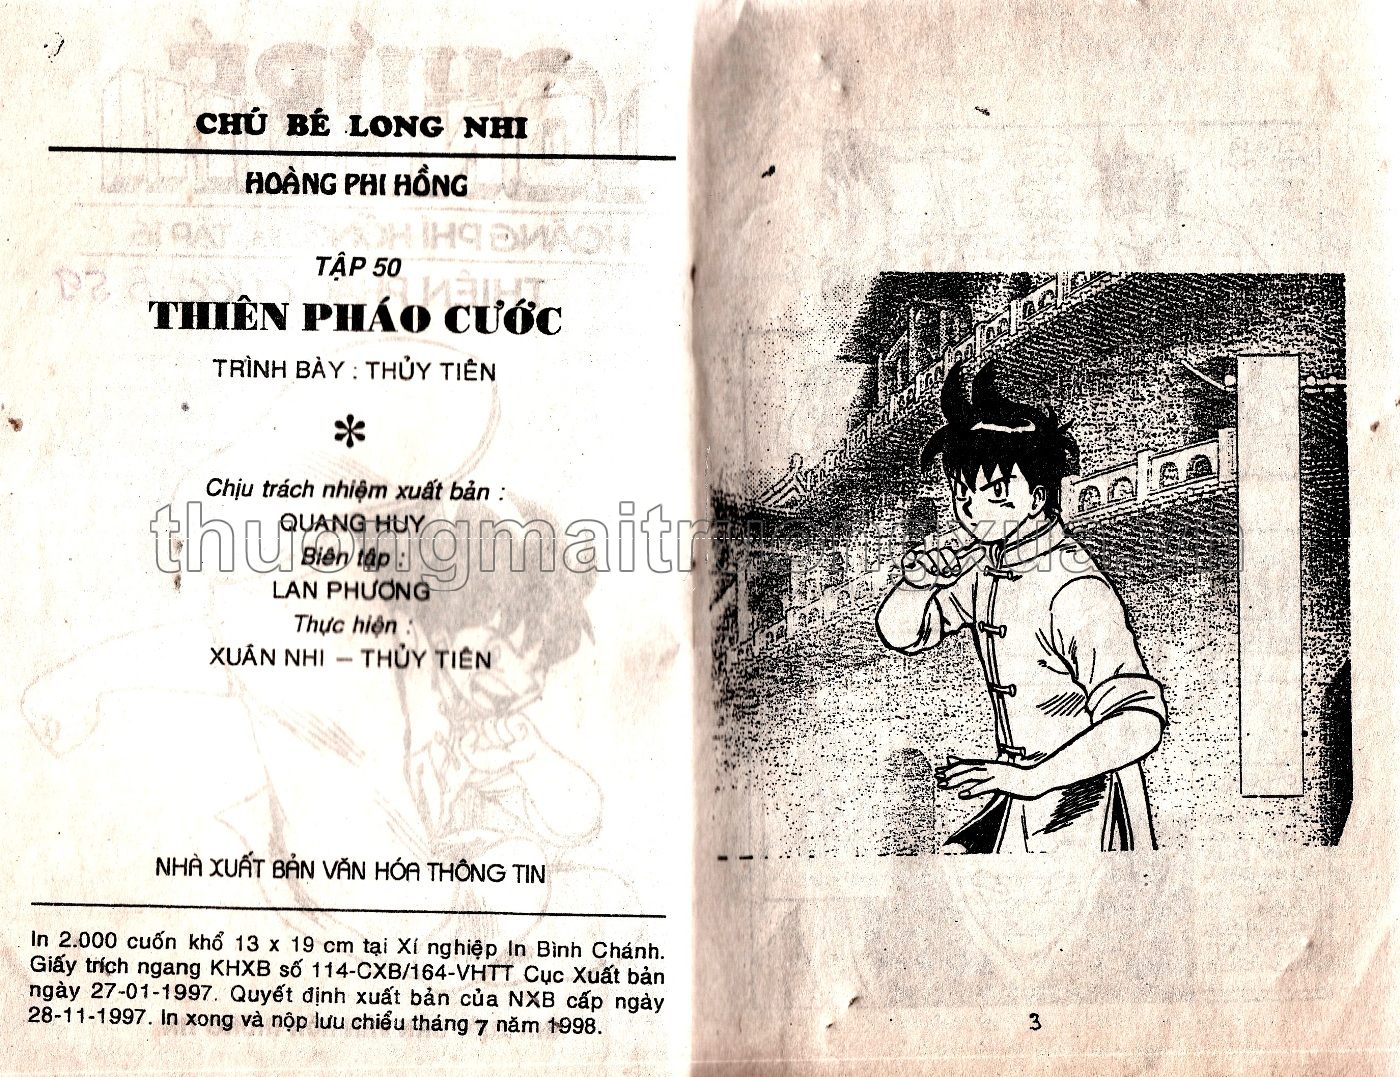 CHÚ BÉ LONG NHI
HOÀNG PHI HỒNG
TẬP 50
THIÊN PHÁO CƯỚC
TRÌNH BÀY : THỦY TIÊN
Chịu trách nhiệm xuất bản :
QUANG HUY
Biên tập :
LAN PHƯƠNG
Thực hiện :
XUÂN NHI – THỦY TIÊN
NHÀ XUẤT BẢN VĂN HÓA THÔNG TIN
In 2.000 cuốn khổ 13 x 19 cm tại Xí nghiệp In Bình Chánh.
Giấy trích ngang KHXB số 114-CXB/164-VHTT Cục Xuất bản
ngày 27-01-1997. Quyết định xuất bản của NXB cấp ngày
28-11-1997. In xong và nộp lưu chiểu tháng 7 năm 1998.
3